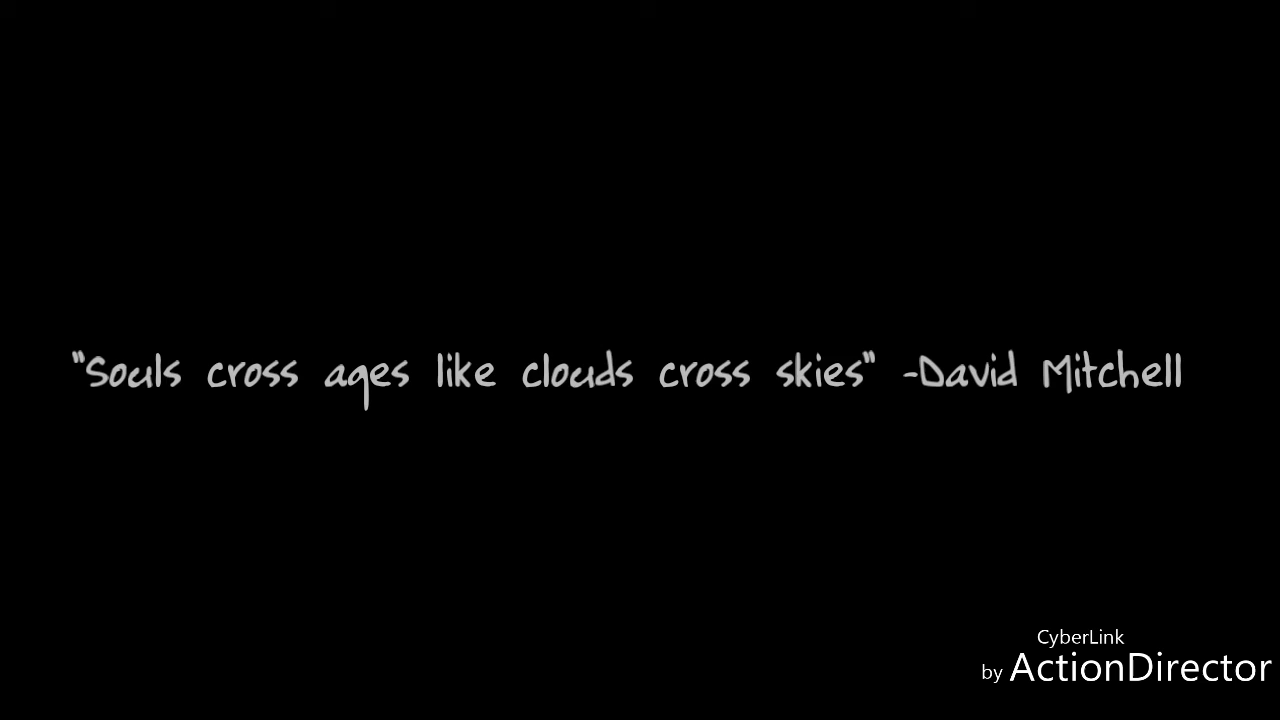 "Souls cross ages like clouds cross skies" -David Mitchell
CyberLink
by ActionDirector